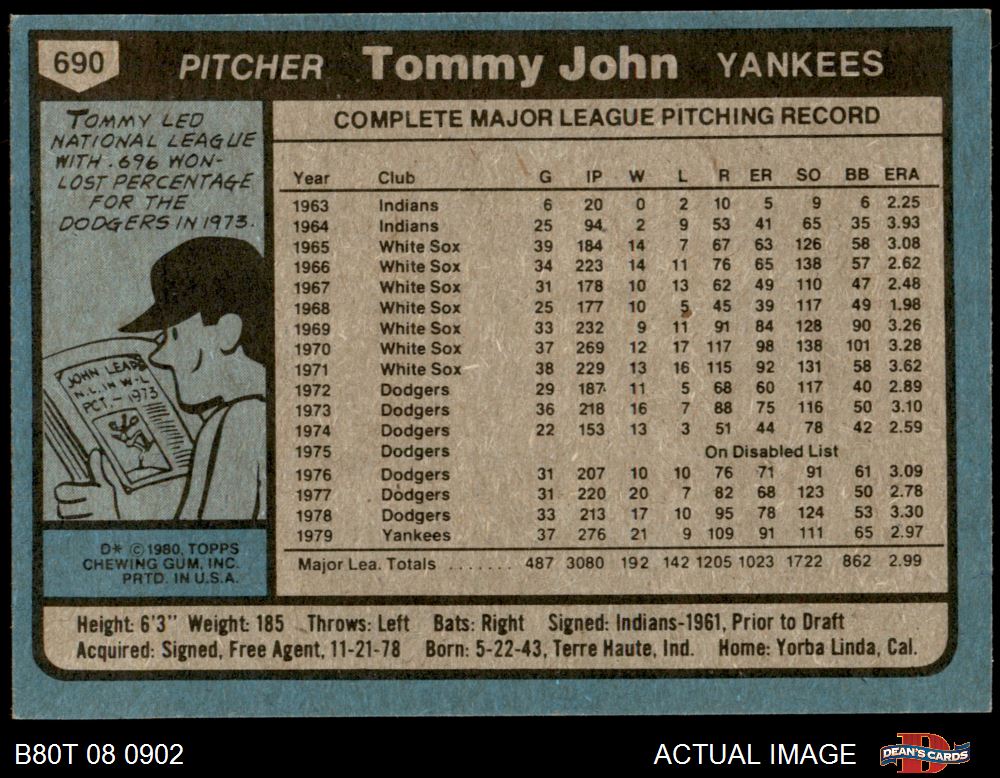 690 PITCHER Tommy John YANKEES
TOMMY LED
NATIONAL LEAGUE
WITH .696 WON-
LOST PERCENTAGE
FOR THE
DODGERS IN 1973.
JOHN LEADS
N.L. IN W-L
PCT. - 1973
D* © 1980, TOPPS
CHEWING GUM, INC.
PRTD. IN U.S.A.
COMPLETE MAJOR LEAGUE PITCHING RECORD
Year Club G IP W L R ER SO BB ERA
1963 Indians 6 20 0 2 10 5 9 6 2.25
1964 Indians 25 94 2 9 53 41 65 35 3.93
1965 White Sox 39 184 14 7 67 63 126 58 3.08
1966 White Sox 34 223 14 11 76 65 138 57 2.62
1967 White Sox 31 178 10 13 62 49 110 47 2.48
1968 White Sox 25 177 10 5 45 39 117 49 1.98
1969 White Sox 33 232 9 11 91 84 128 90 3.26
1970 White Sox 37 269 12 17 117 98 138 101 3.28
1971 White Sox 38 229 13 16 115 92 131 58 3.62
1972 Dodgers 29 187 11 5 68 60 117 40 2.89
1973 Dodgers 36 218 16 7 88 75 116 50 3.10
1974 Dodgers 22 153 13 3 51 44 78 42 2.59
1975 Dodgers On Disabled List
1976 Dodgers 31 207 10 10 76 71 91 61 3.09
1977 Dodgers 31 220 20 7 82 68 123 50 2.78
1978 Dodgers 33 213 17 10 95 78 124 53 3.30
1979 Yankees 37 276 21 9 109 91 111 65 2.97
Major Lea. Totals ....... 487 3080 192 142 1205 1023 1722 862 2.99
Height: 6'3" Weight: 185 Throws: Left Bats: Right Signed: Indians-1961, Prior to Draft
Acquired: Signed, Free Agent, 11-21-78 Born: 5-22-43, Terre Haute, Ind. Home: Yorba Linda, Cal.
B80T 08 0902 ACTUAL IMAGE DEAN'S CARDS